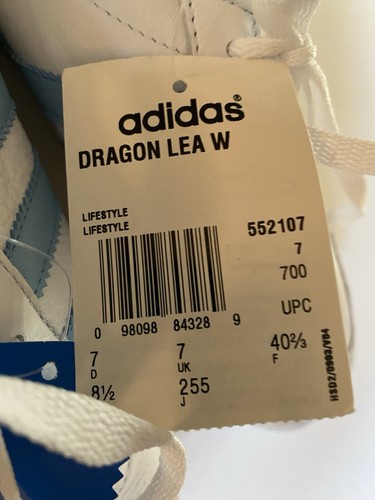 adidas®
DRAGON LEA W
LIFESTYLE
LIFESTYLE
552107
7
700
UPC
0 98098 84328 9
7 7 40⅔
D UK F
8½ 255
J